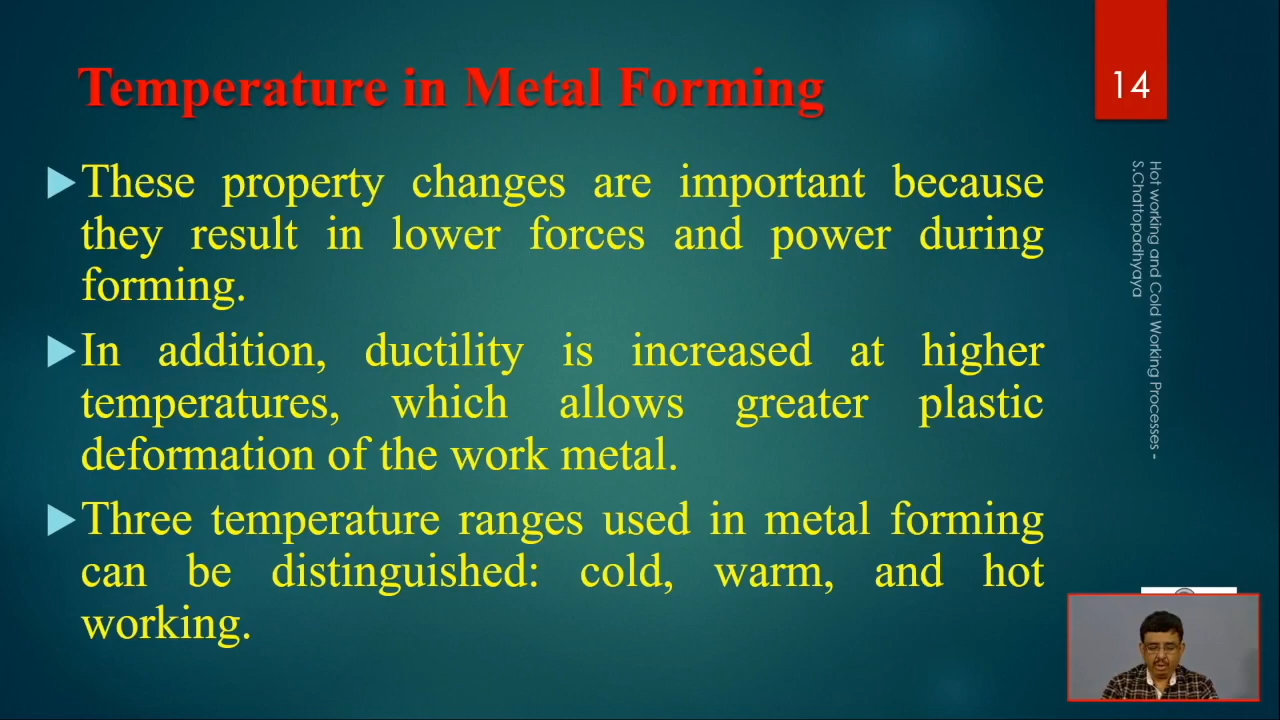 Temperature in Metal Forming
14
These property changes are important because
they result in lower forces and power during
forming.
In addition, ductility is increased at higher
temperatures, which allows greater plastic
deformation of the work metal.
Three temperature ranges used in metal forming
can be distinguished: cold, warm, and hot
working.
Hot working and Cold Working Processes -
S.Chattopadhyaya